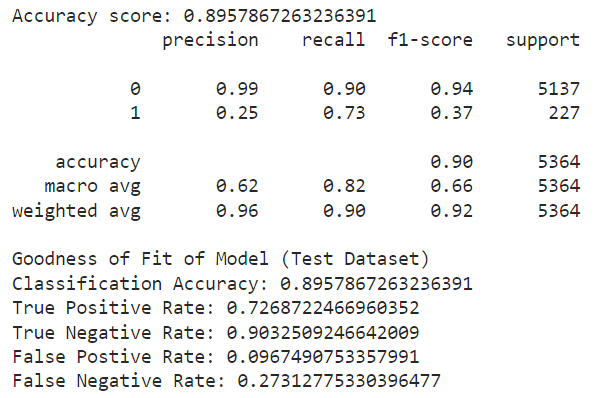 Accuracy score: 0.8957867263236391
precision recall f1-score support
0 0.99 0.90 0.94 5137
1 0.25 0.73 0.37 227
accuracy 0.90 5364
macro avg 0.62 0.82 0.66 5364
weighted avg 0.96 0.90 0.92 5364
Goodness of Fit of Model (Test Dataset)
Classification Accuracy: 0.8957867263236391
True Positive Rate: 0.7268722466960352
True Negative Rate: 0.9032509246642009
False Postive Rate: 0.0967490753357991
False Negative Rate: 0.27312775330396477